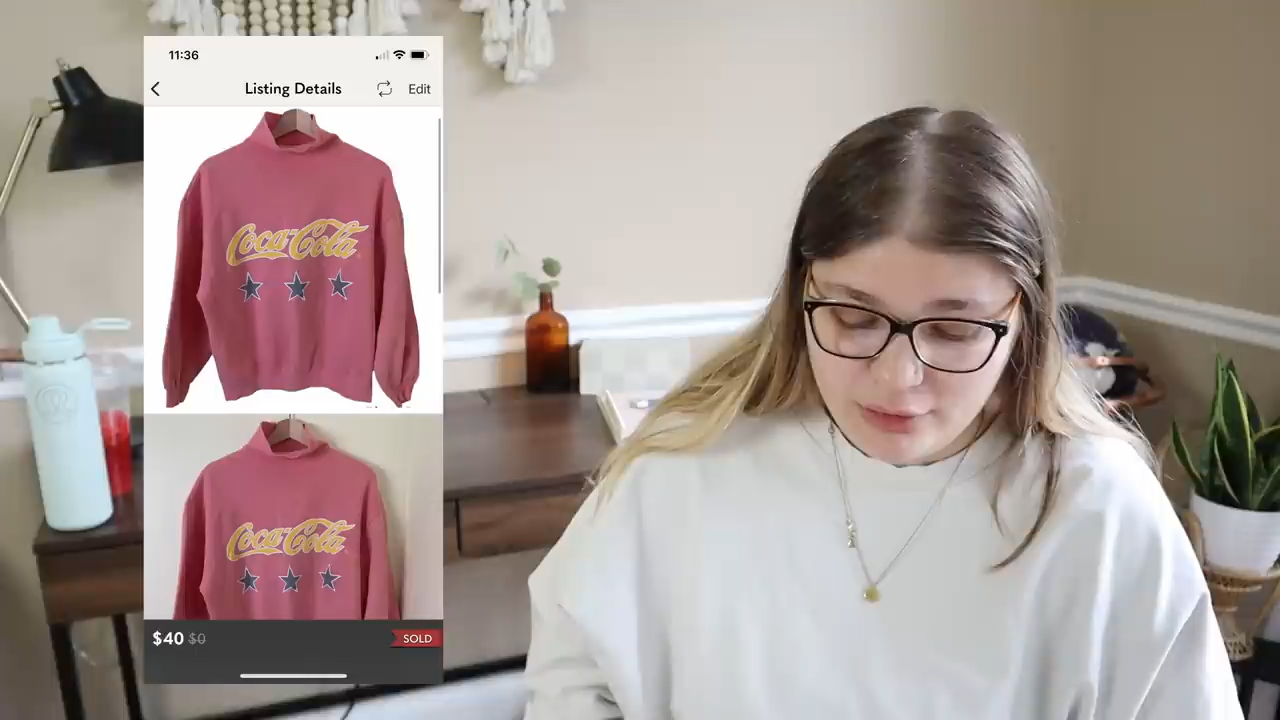 11:36
Listing Details
Edit
Coca-Cola
Coca-Cola
$40 $0
SOLD